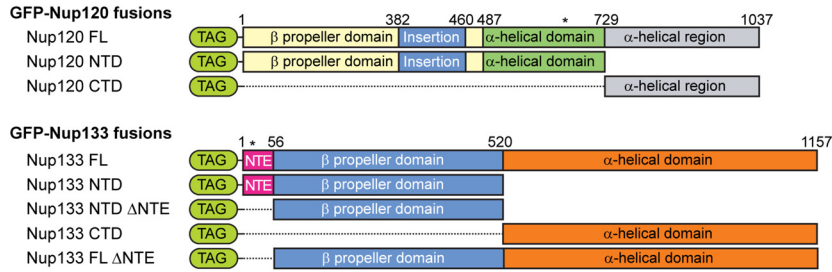 GFP-Nup120 fusions
1 382 460 487 * 729 1037
Nup120 FL TAG β propeller domain Insertion α-helical domain α-helical region
Nup120 NTD TAG β propeller domain Insertion α-helical domain
Nup120 CTD TAG α-helical region
GFP-Nup133 fusions
1 * 56 520 1157
Nup133 FL TAG NTE β propeller domain α-helical domain
Nup133 NTD TAG NTE β propeller domain
Nup133 NTD ΔNTE TAG β propeller domain
Nup133 CTD TAG α-helical domain
Nup133 FL ΔNTE TAG β propeller domain α-helical domain